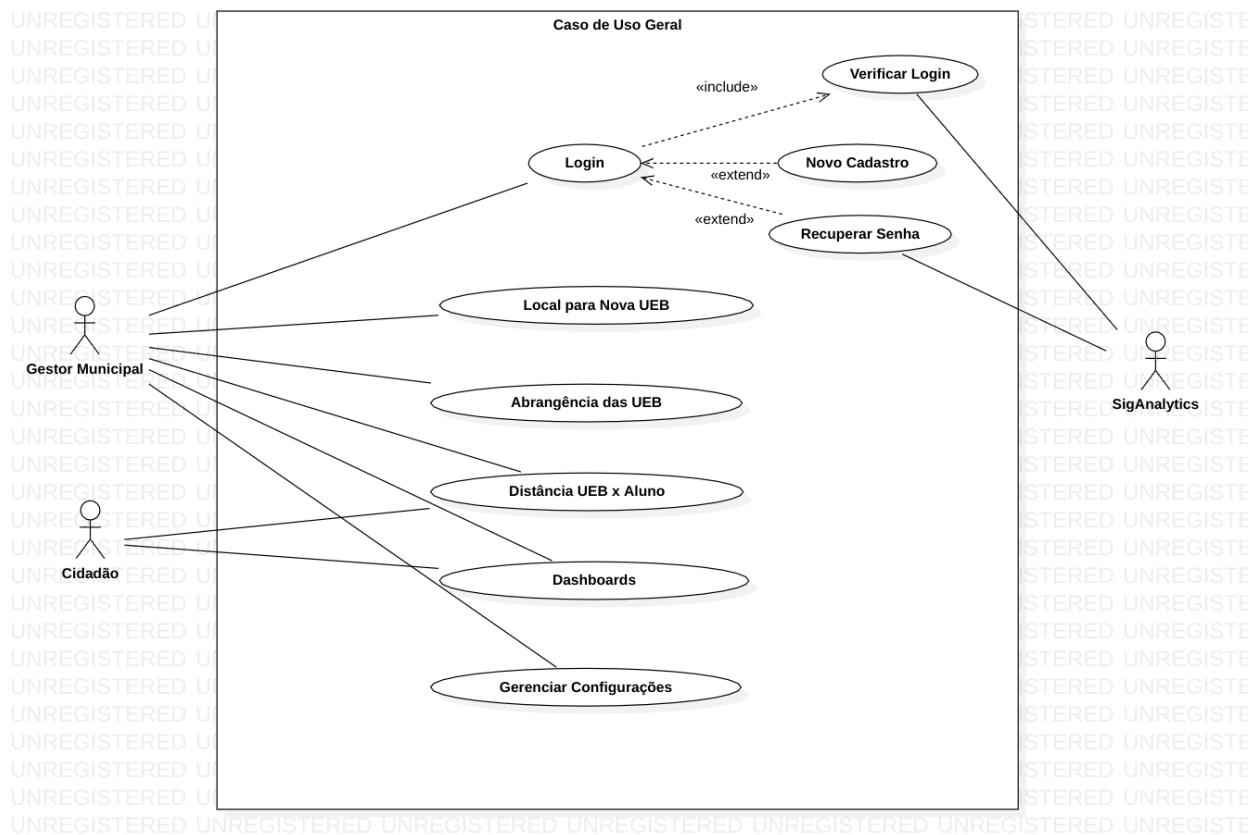 Caso de Uso Geral
Verificar Login
«include»
Login
Novo Cadastro
«extend»
«extend»
Recuperar Senha
Local para Nova UEB
Gestor Municipal
Abrangência das UEB
SigAnalytics
Distância UEB x Aluno
Cidadão
Dashboards
Gerenciar Configurações
UNREGISTERED